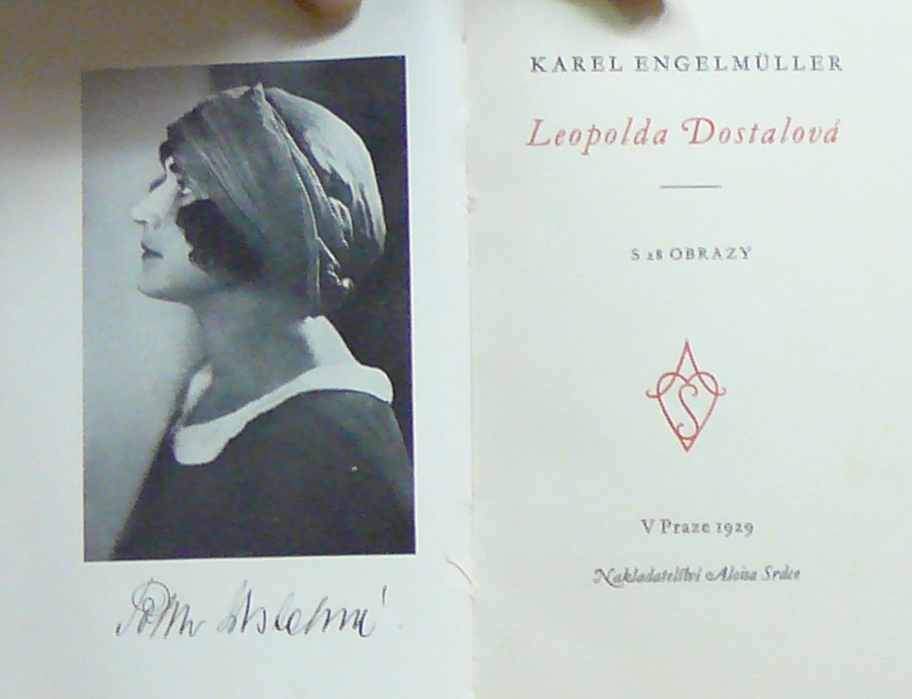 KAREL ENGELMÜLLER
Leopolda Dostalová
S 28 OBRAZY
V Praze 1929
Nakladatelství Aloisa Srdce